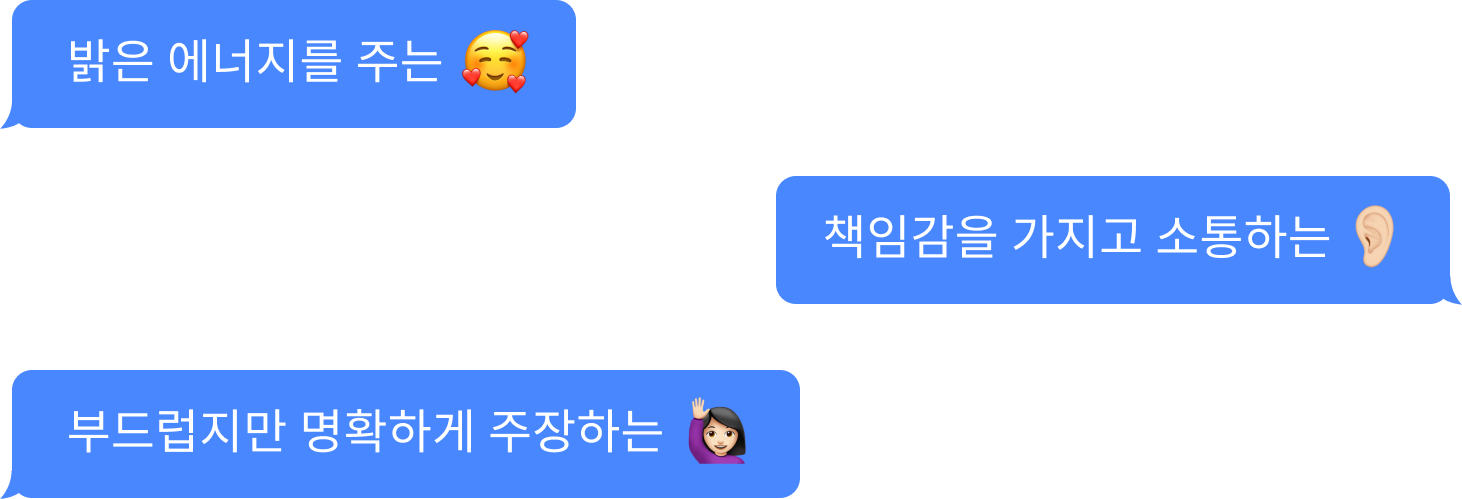 밝은 에너지를 주는 🥰
책임감을 가지고 소통하는 👂🏻
부드럽지만 명확하게 주장하는 🙋🏻‍♀️